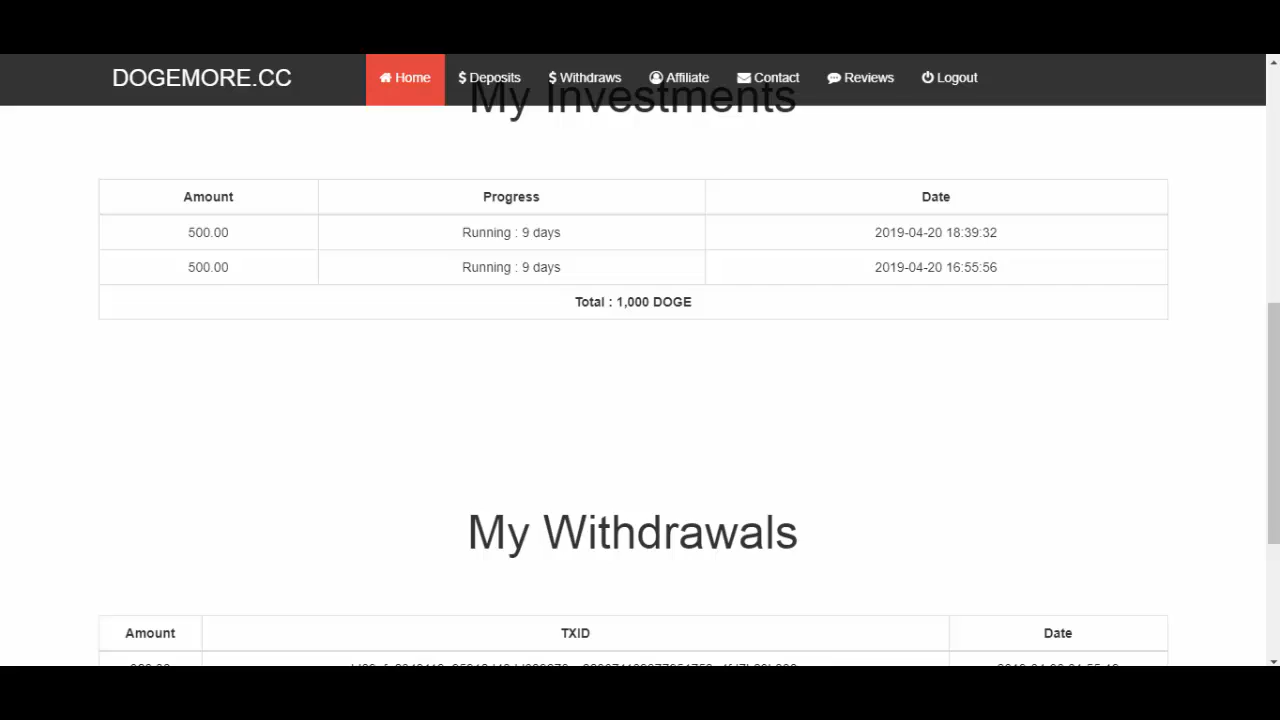 DOGEMORE.CC Home $ Deposits $ Withdraws Affiliate Contact Reviews Logout
My Investments
Amount Progress Date
500.00 Running : 9 days 2019-04-20 18:39:32
500.00 Running : 9 days 2019-04-20 16:55:56
Total : 1,000 DOGE
My Withdrawals
Amount TXID Date